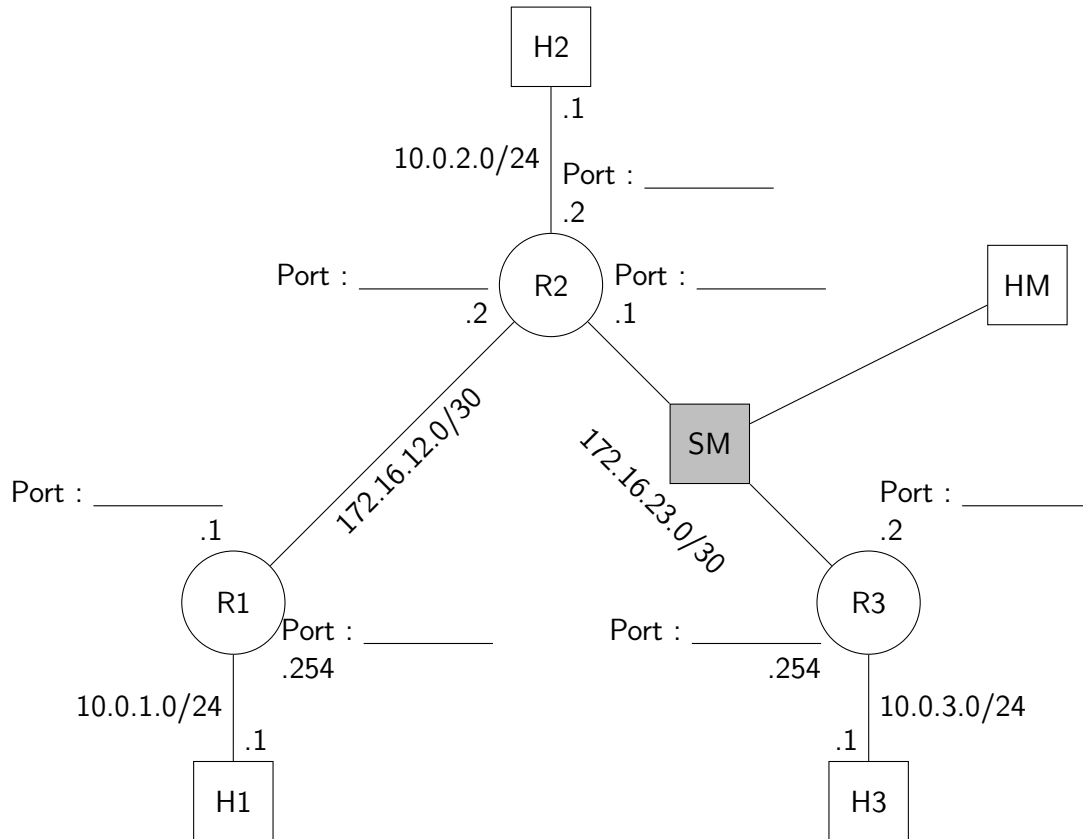 H2
.1
10.0.2.0/24
Port : ________
.2
Port : ________
R2
Port : ________
HM
.2
.1
SM
172.16.12.0/30
172.16.23.0/30
Port : ________
Port : ________
.1
.2
R1
R3
Port : ________
Port : ________
.254
.254
10.0.1.0/24
10.0.3.0/24
.1
.1
H1
H3